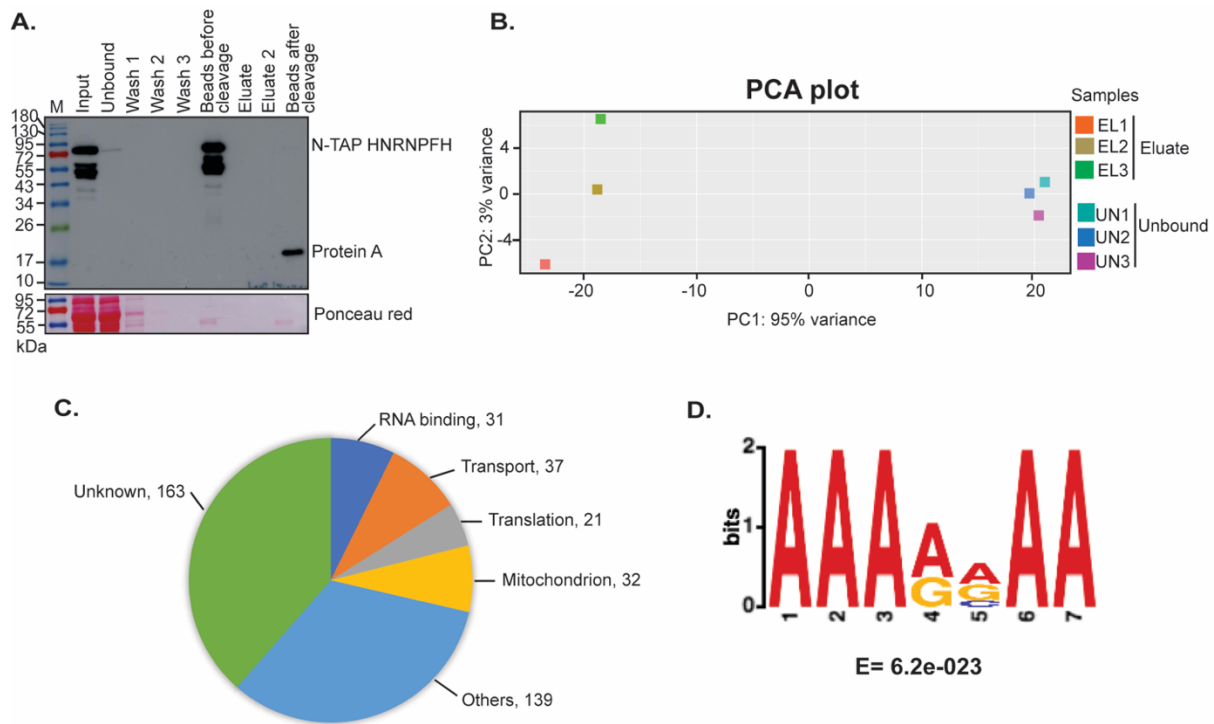 A.
M
Input
Unbound
Wash 1
Wash 2
Wash 3
Beads before
cleavage
Eluate
Eluate 2
Beads after
cleavage
180
130
95
72
55
43
34
26
17
10
N-TAP HNRNPFH
Protein A
95
72
55
kDa
Ponceau red
B.
PCA plot
PC2: 3% variance
4
0
-4
-20
-10
0
10
20
PC1: 95% variance
Samples
EL1
EL2
EL3
Eluate
UN1
UN2
UN3
Unbound
C.
RNA binding, 31
Transport, 37
Translation, 21
Mitochondrion, 32
Others, 139
Unknown, 163
D.
bits
2
1
0
A A A A A A A
G G
C
1 2 3 4 5 6 7
E= 6.2e-023